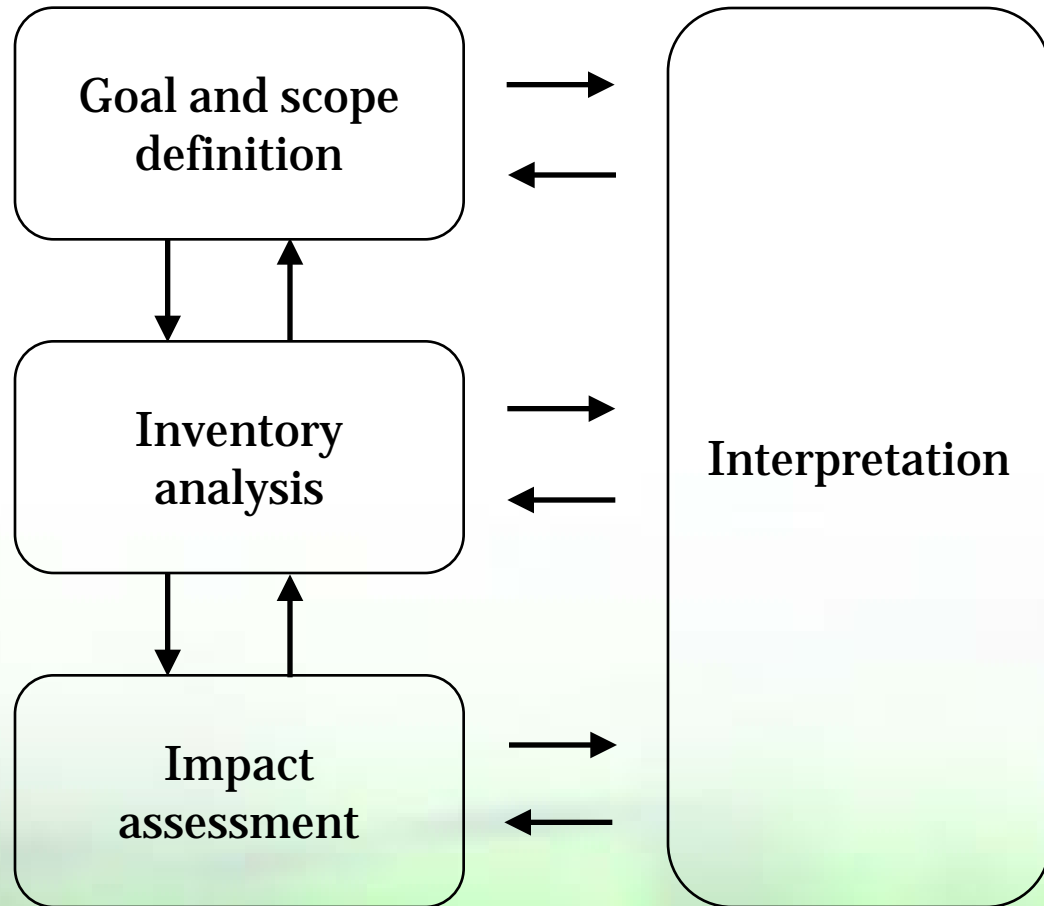 Goal and scope
definition
Inventory
analysis
Interpretation
Impact
assessment